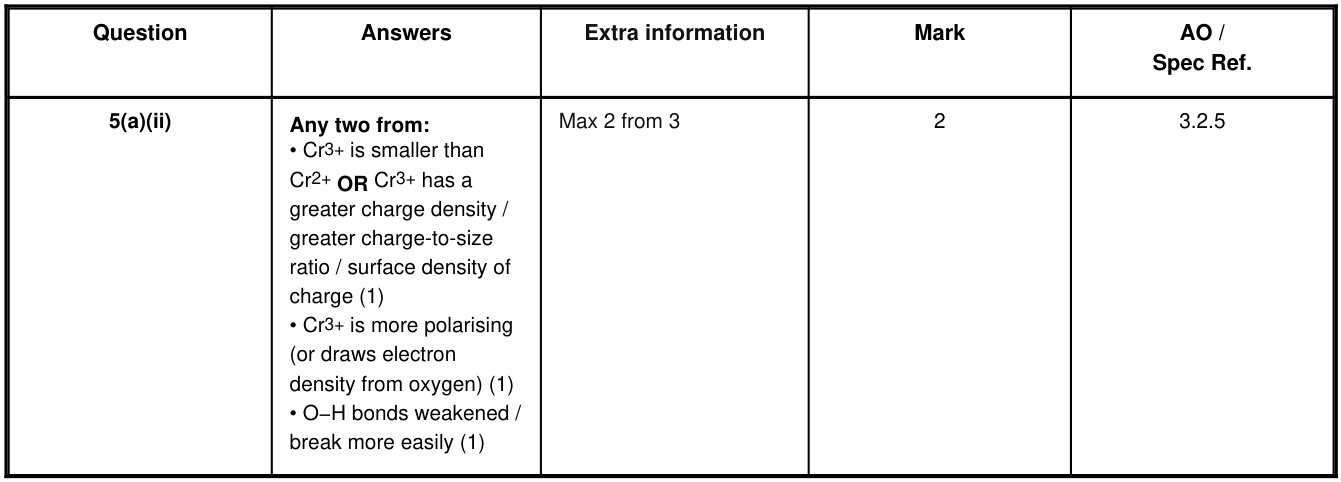 Question Answers Extra information Mark AO /
Spec Ref.
5(a)(ii) Any two from: Max 2 from 3 2 3.2.5
• Cr3+ is smaller than
Cr2+ OR Cr3+ has a
greater charge density /
greater charge-to-size
ratio / surface density of
charge (1)
• Cr3+ is more polarising
(or draws electron
density from oxygen) (1)
• O–H bonds weakened /
break more easily (1)